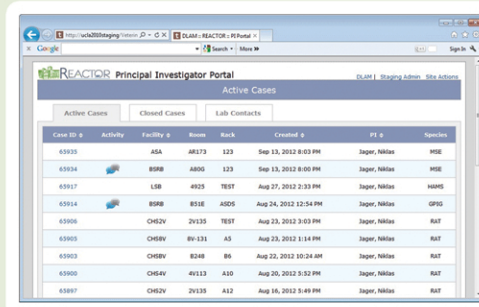 http://ucla2010staging/Veterin
DLAM :: REACTOR :: PI Portal
Google
Search
More »
Sign In
REACTOR Principal Investigator Portal
DLAM | Staging Admin Site Actions
Active Cases
Active Cases Closed Cases Lab Contacts
Case ID Activity Facility Room Rack Created PI Species
65935 ASA AR173 123 Sep 13, 2012 8:03 PM Jager, Niklas MSE
65934 BSRB A80G 123 Sep 13, 2012 8:00 PM Jager, Niklas MSE
65917 LSB 4925 TEST Aug 27, 2012 2:33 PM Jager, Niklas HAMS
65914 BSRB B51E ASDS Aug 24, 2012 12:54 PM Jager, Niklas GPIG
65906 CHS2V 2V135 TEST Aug 23, 2012 3:03 PM Jager, Niklas RAT
65905 CHSBV BV-131 A5 Aug 23, 2012 1:14 PM Jager, Niklas RAT
65903 CHSBV B248 B6 Aug 22, 2012 10:24 AM Jager, Niklas RAT
65900 CHS4V 4V113 A10 Aug 20, 2012 5:52 PM Jager, Niklas RAT
65897 CHS2V 2V135 A12 Aug 16, 2012 5:49 PM Jager, Niklas RAT